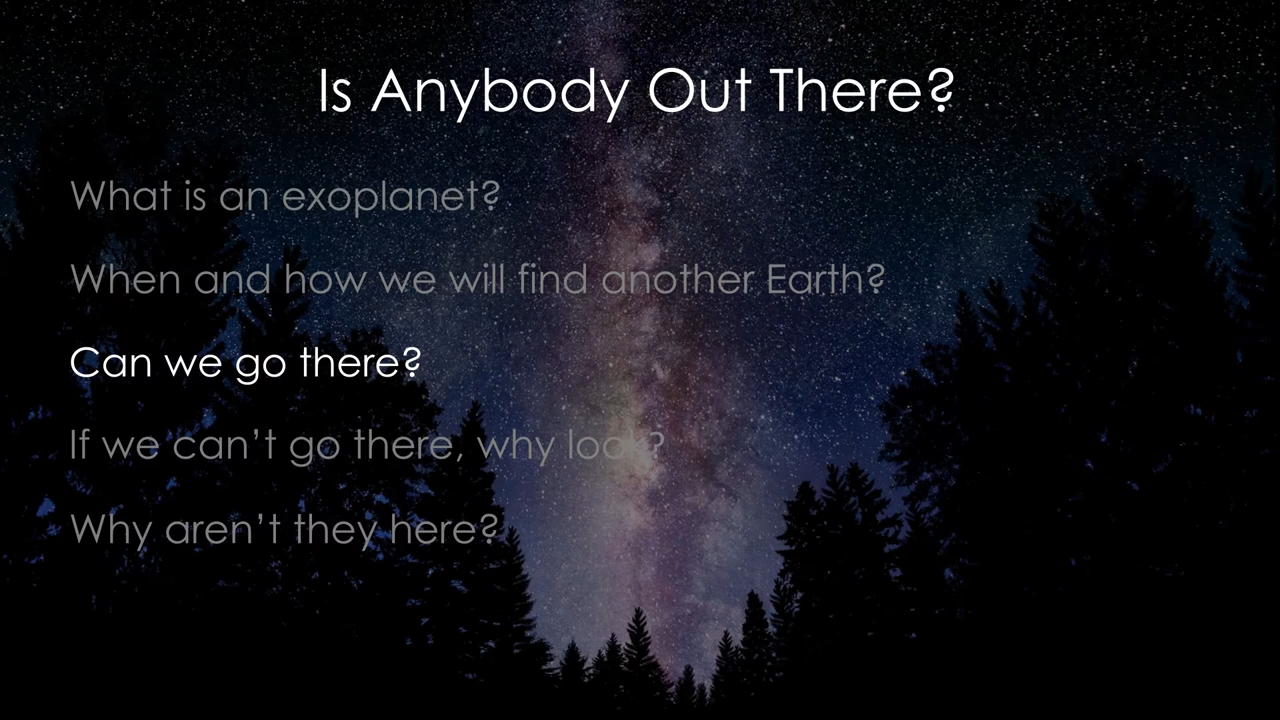 Is Anybody Out There?
What is an exoplanet?
When and how we will find another Earth?
Can we go there?
If we can’t go there, why look?
Why aren’t they here?